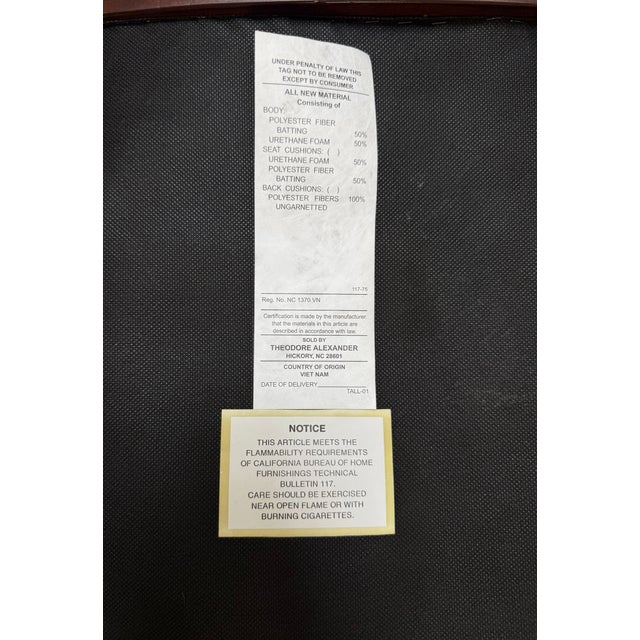 UNDER PENALTY OF LAW THIS
TAG NOT TO BE REMOVED
EXCEPT BY CONSUMER
ALL NEW MATERIAL
Consisting of
BODY:
POLYESTER FIBER
BATTING 50%
URETHANE FOAM 50%
SEAT CUSHIONS: ( )
URETHANE FOAM 50%
POLYESTER FIBER
BATTING 50%
BACK CUSHIONS: ( )
POLYESTER FIBERS 100%
UNGARNETTED
117-75
Reg. No. NC 1370 VN
Certification is made by the manufacturer
that the materials in this article are
described in accordance with law.
SOLD BY
THEODORE ALEXANDER
HICKORY, NC 28601
COUNTRY OF ORIGIN
VIET NAM
DATE OF DELIVERY
TALL-01
NOTICE
THIS ARTICLE MEETS THE
FLAMMABILITY REQUIREMENTS
OF CALIFORNIA BUREAU OF HOME
FURNISHINGS TECHNICAL
BULLETIN 117.
CARE SHOULD BE EXERCISED
NEAR OPEN FLAME OR WITH
BURNING CIGARETTES.